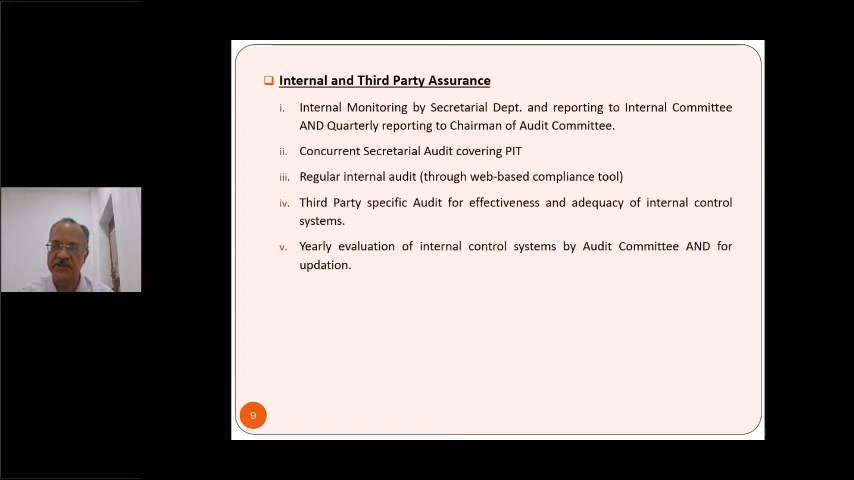 Internal and Third Party Assurance
i. Internal Monitoring by Secretarial Dept. and reporting to Internal Committee
AND Quarterly reporting to Chairman of Audit Committee.
ii. Concurrent Secretarial Audit covering PIT
iii. Regular internal audit (through web-based compliance tool)
iv. Third Party specific Audit for effectiveness and adequacy of internal control
systems.
v. Yearly evaluation of internal control systems by Audit Committee AND for
updation.
9